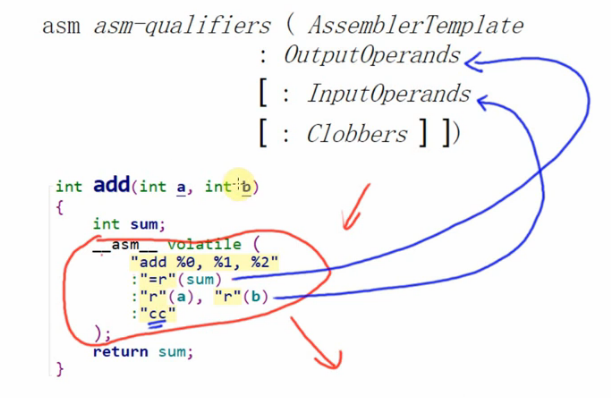 asm asm-qualifiers ( AssemblerTemplate
: OutputOperands
[ : InputOperands
[ : Clobbers ] ])
int add(int a, int b)
{
int sum;
__asm__ volatile (
"add %0, %1, %2"
:"=r"(sum)
:"r"(a), "r"(b)
:"cc"
);
return sum;
}